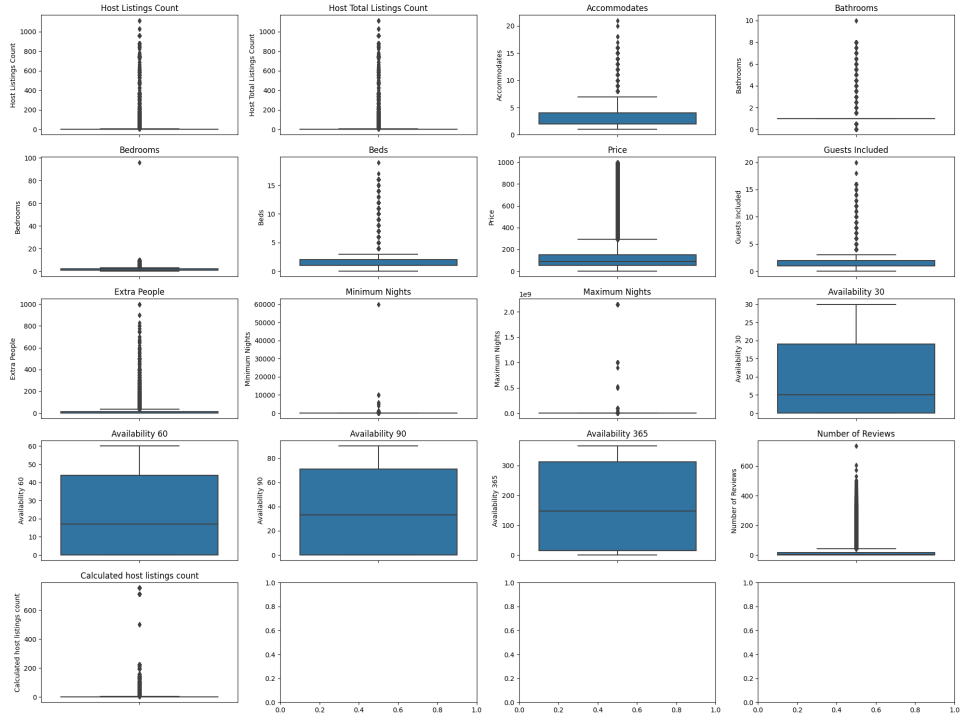 Host Listings Count
Host Listings Count
1000
800
600
400
200
0
Host Total Listings Count
Host Total Listings Count
1000
800
600
400
200
0
Accommodates
Accommodates
20
15
10
5
0
Bathrooms
Bathrooms
10
8
6
4
2
0
Bedrooms
Bedrooms
100
80
60
40
20
0
Beds
Beds
15
10
5
0
Price
Price
1000
800
600
400
200
0
Guests Included
Guests Included
20
15
10
5
0
Extra People
Extra People
1000
800
600
400
200
0
Minimum Nights
Minimum Nights
60000
50000
40000
30000
20000
10000
0
Maximum Nights
1e9
Maximum Nights
2.0
1.5
1.0
0.5
0.0
Availability 30
Availability 30
30
25
20
15
10
5
0
Availability 60
Availability 60
60
50
40
30
20
10
0
Availability 90
Availability 90
80
60
40
20
0
Availability 365
Availability 365
300
200
100
0
Number of Reviews
Number of Reviews
600
400
200
0
Calculated host listings count
Calculated host listings count
600
400
200
0
1.0
0.8
0.6
0.4
0.2
0.0
0.0 0.2 0.4 0.6 0.8 1.0
1.0
0.8
0.6
0.4
0.2
0.0
0.0 0.2 0.4 0.6 0.8 1.0
1.0
0.8
0.6
0.4
0.2
0.0
0.0 0.2 0.4 0.6 0.8 1.0